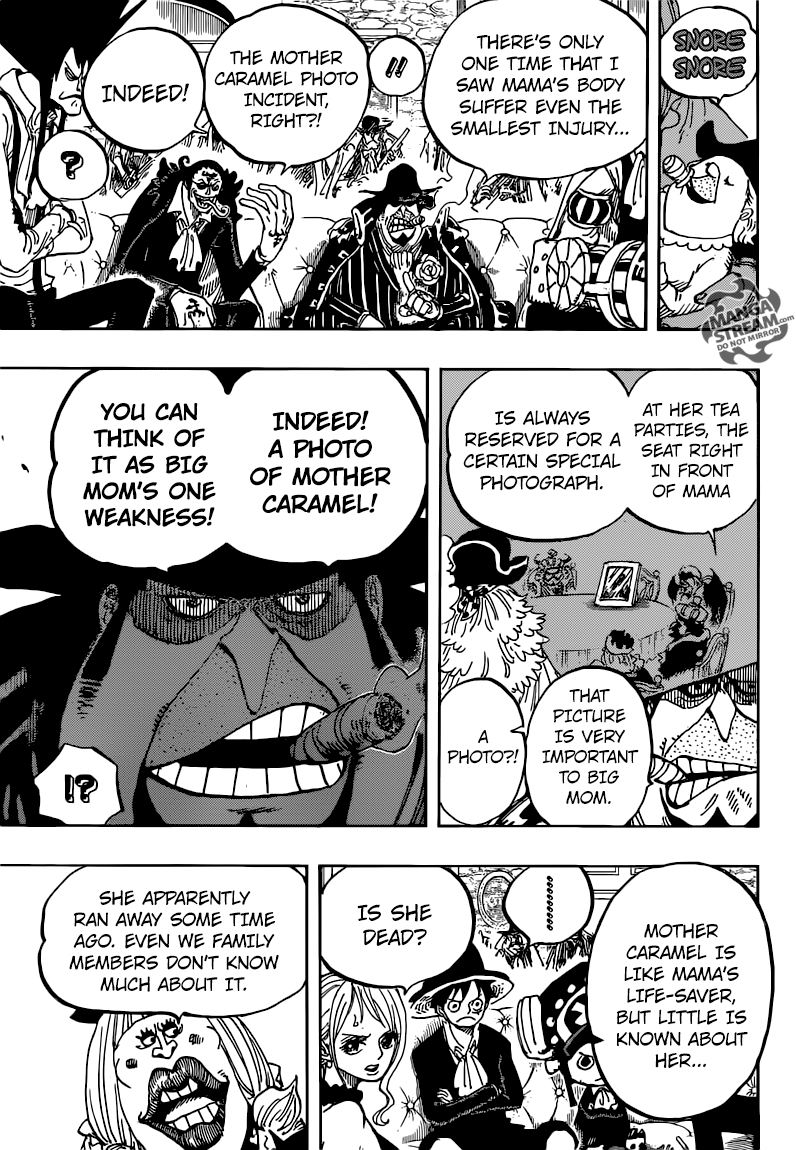 SNORE
SNORE
THERE'S ONLY
ONE TIME THAT I
SAW MAMA'S BODY
SUFFER EVEN THE
SMALLEST INJURY...
!!
THE MOTHER
CARAMEL PHOTO
INCIDENT,
RIGHT?!
INDEED!
?
MANGA
STREAM.com
DO NOT MIRROR
AT HER TEA
PARTIES, THE
SEAT RIGHT
IN FRONT
OF MAMA
IS ALWAYS
RESERVED FOR A
CERTAIN SPECIAL
PHOTOGRAPH.
THAT
PICTURE
IS VERY
IMPORTANT
TO BIG
MOM.
A
PHOTO?!
INDEED!
A PHOTO
OF MOTHER
CARAMEL!
YOU CAN
THINK OF
IT AS BIG
MOM'S ONE
WEAKNESS!
!?
MOTHER
CARAMEL IS
LIKE MAMA'S
LIFE-SAVER,
BUT LITTLE IS
KNOWN ABOUT
HER...
IS SHE
DEAD?
SHE APPARENTLY
RAN AWAY SOME TIME
AGO. EVEN WE FAMILY
MEMBERS DON'T KNOW
MUCH ABOUT IT.